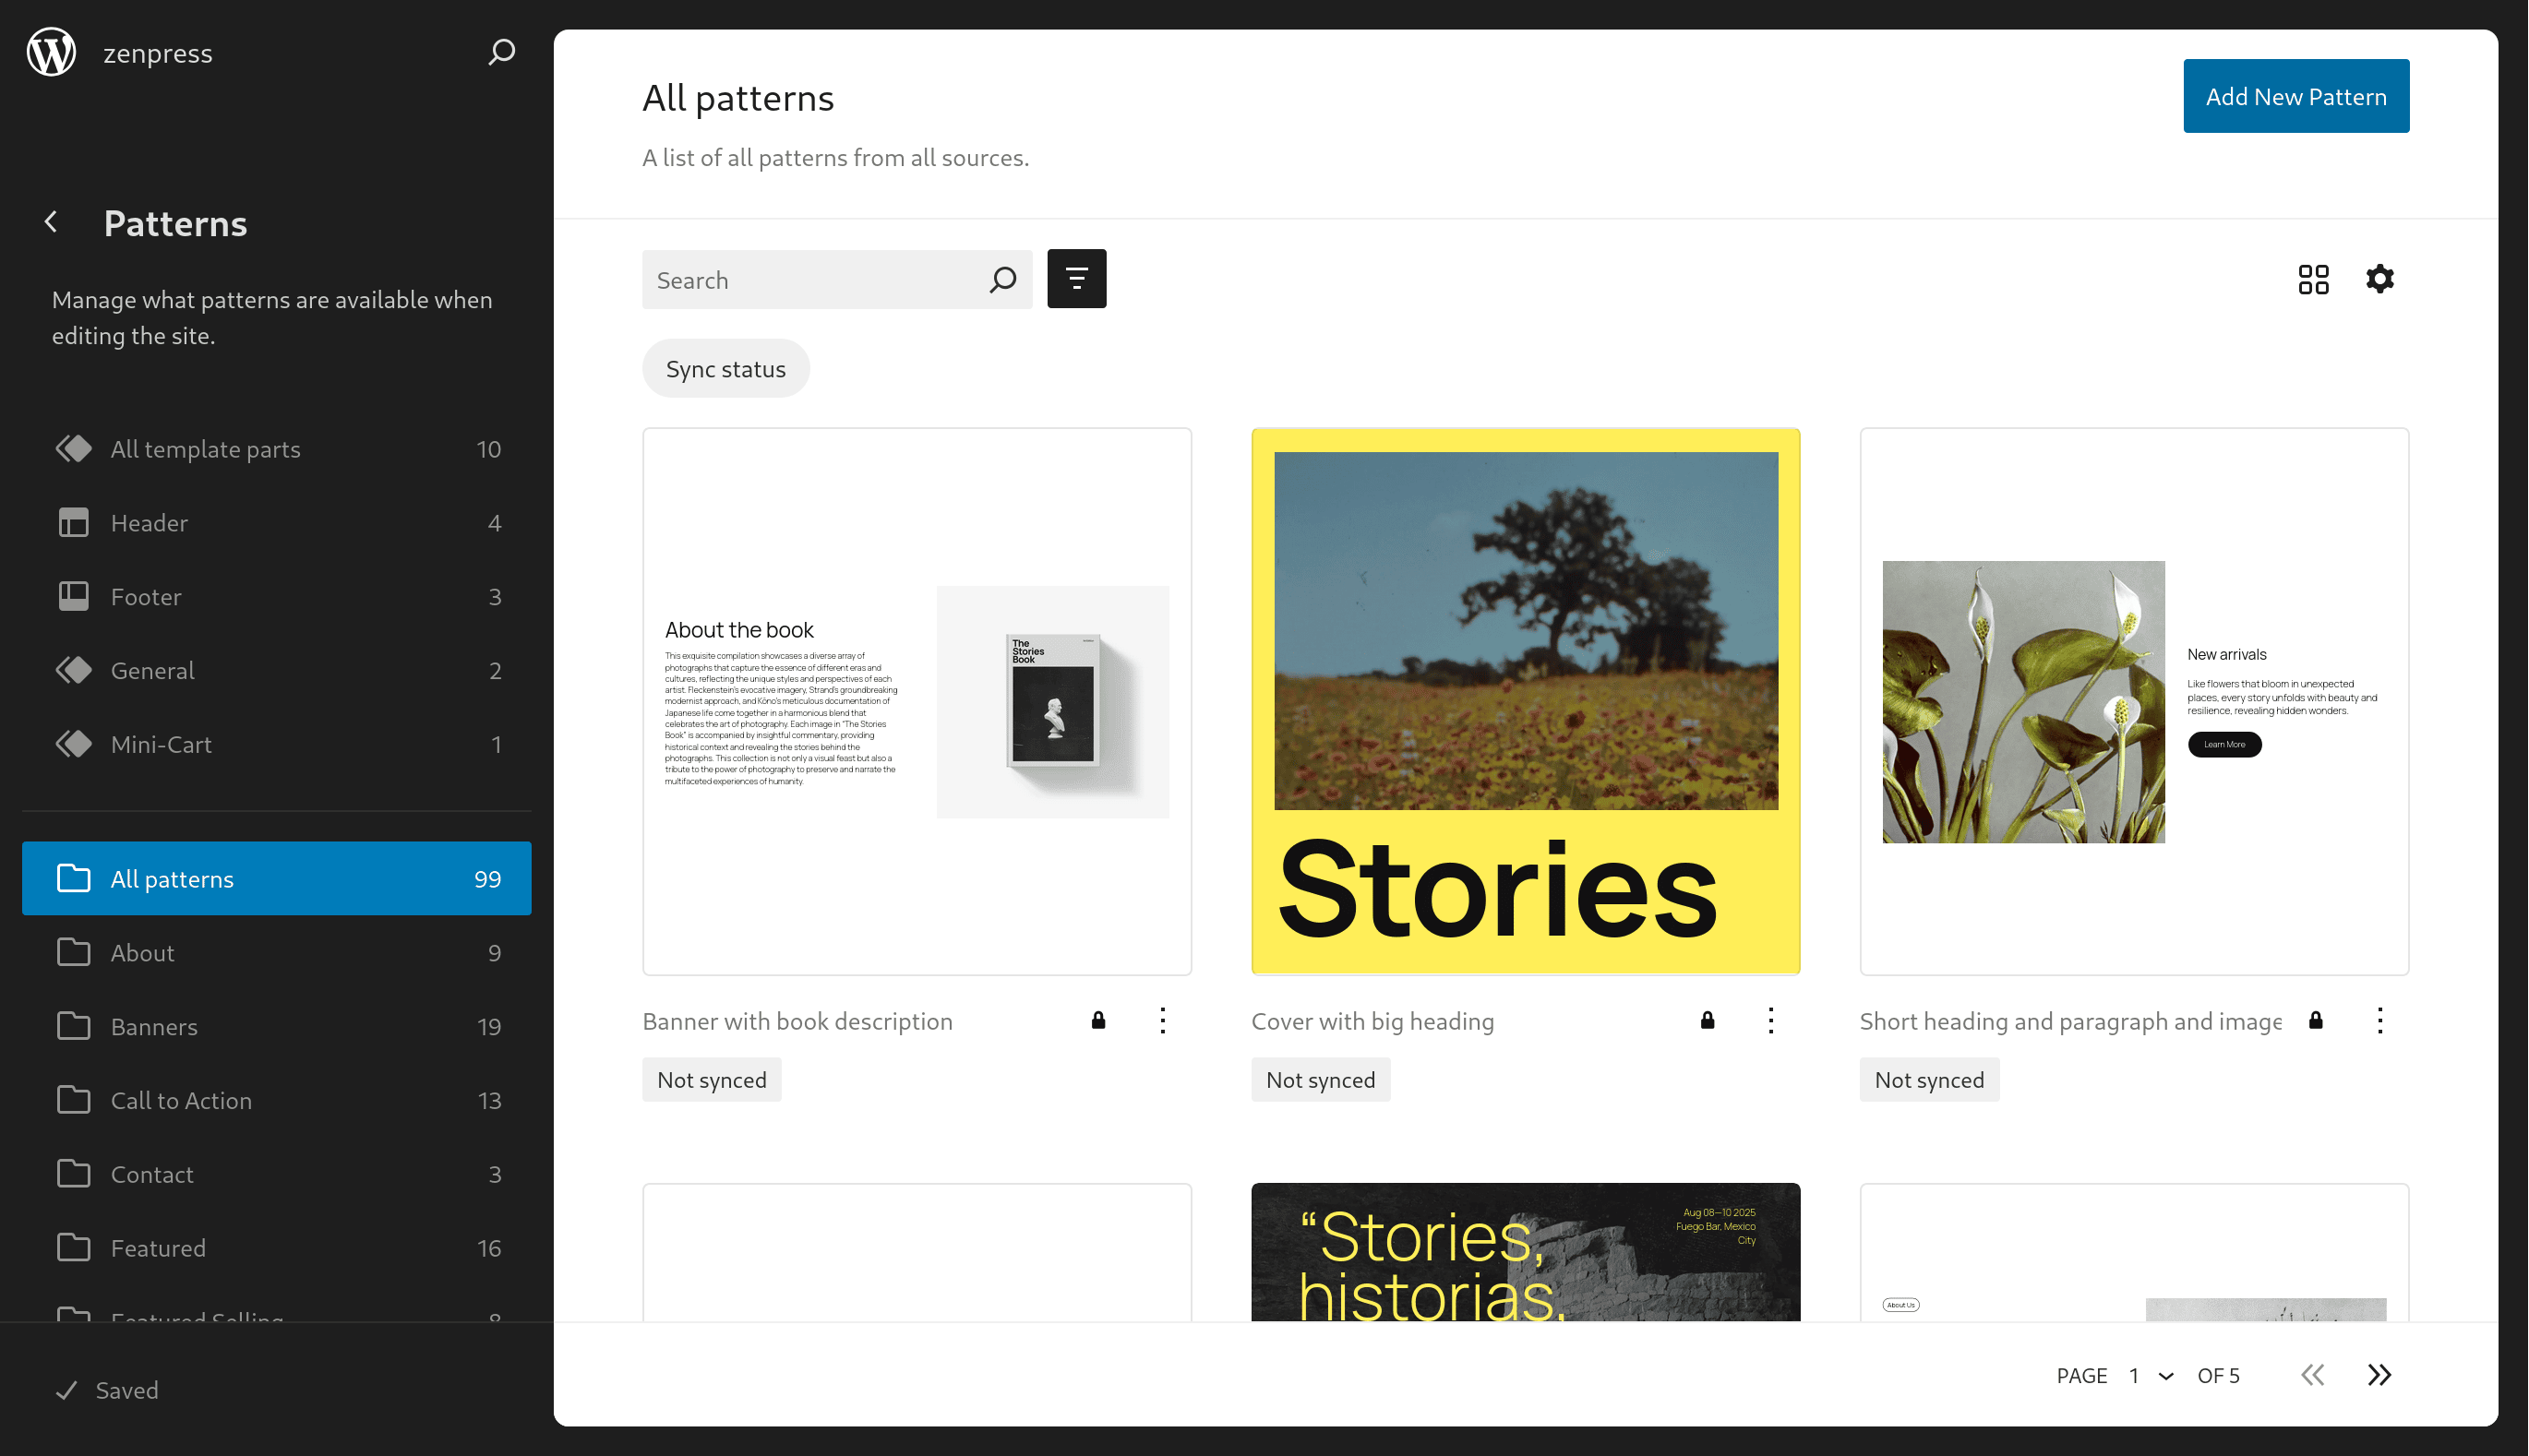 zenpress
Patterns
Manage what patterns are available when
editing the site.
All template parts 10
Header 4
Footer 3
General 2
Mini-Cart 1
All patterns 99
About 9
Banners 19
Call to Action 13
Contact 3
Featured 16
Featured Selling 8
Saved
All patterns
A list of all patterns from all sources.
Add New Pattern
Search
Sync status
About the book
This exquisite compilation showcases a diverse array of
photographs that capture the essence of different eras and
cultures, reflecting the unique styles and perspectives of each
artist. Fleckenstein's evocative imagery, Strand's groundbreaking
modernist approach, and Kōno's meticulous documentation of
Japanese life come together in a harmonious blend that
celebrates the art of photography. Each image in "The Stories
Book" is accompanied by insightful commentary, providing
historical context and revealing the stories behind the
photographs. This collection is not only a visual feast but also a
tribute to the power of photography to preserve and narrate the
multifaceted experiences of humanity.
The
Stories
Book
Banner with book description
Not synced
Stories
Cover with big heading
Not synced
New arrivals
Like flowers that bloom in unexpected
places, every story unfolds with beauty and
resilience, revealing hidden wonders.
Learn More
Short heading and paragraph and image
Not synced
“Stories,
historias,
Aug 08—10 2025
Fuego Bar, Mexico
City
About Us
PAGE 1 OF 5